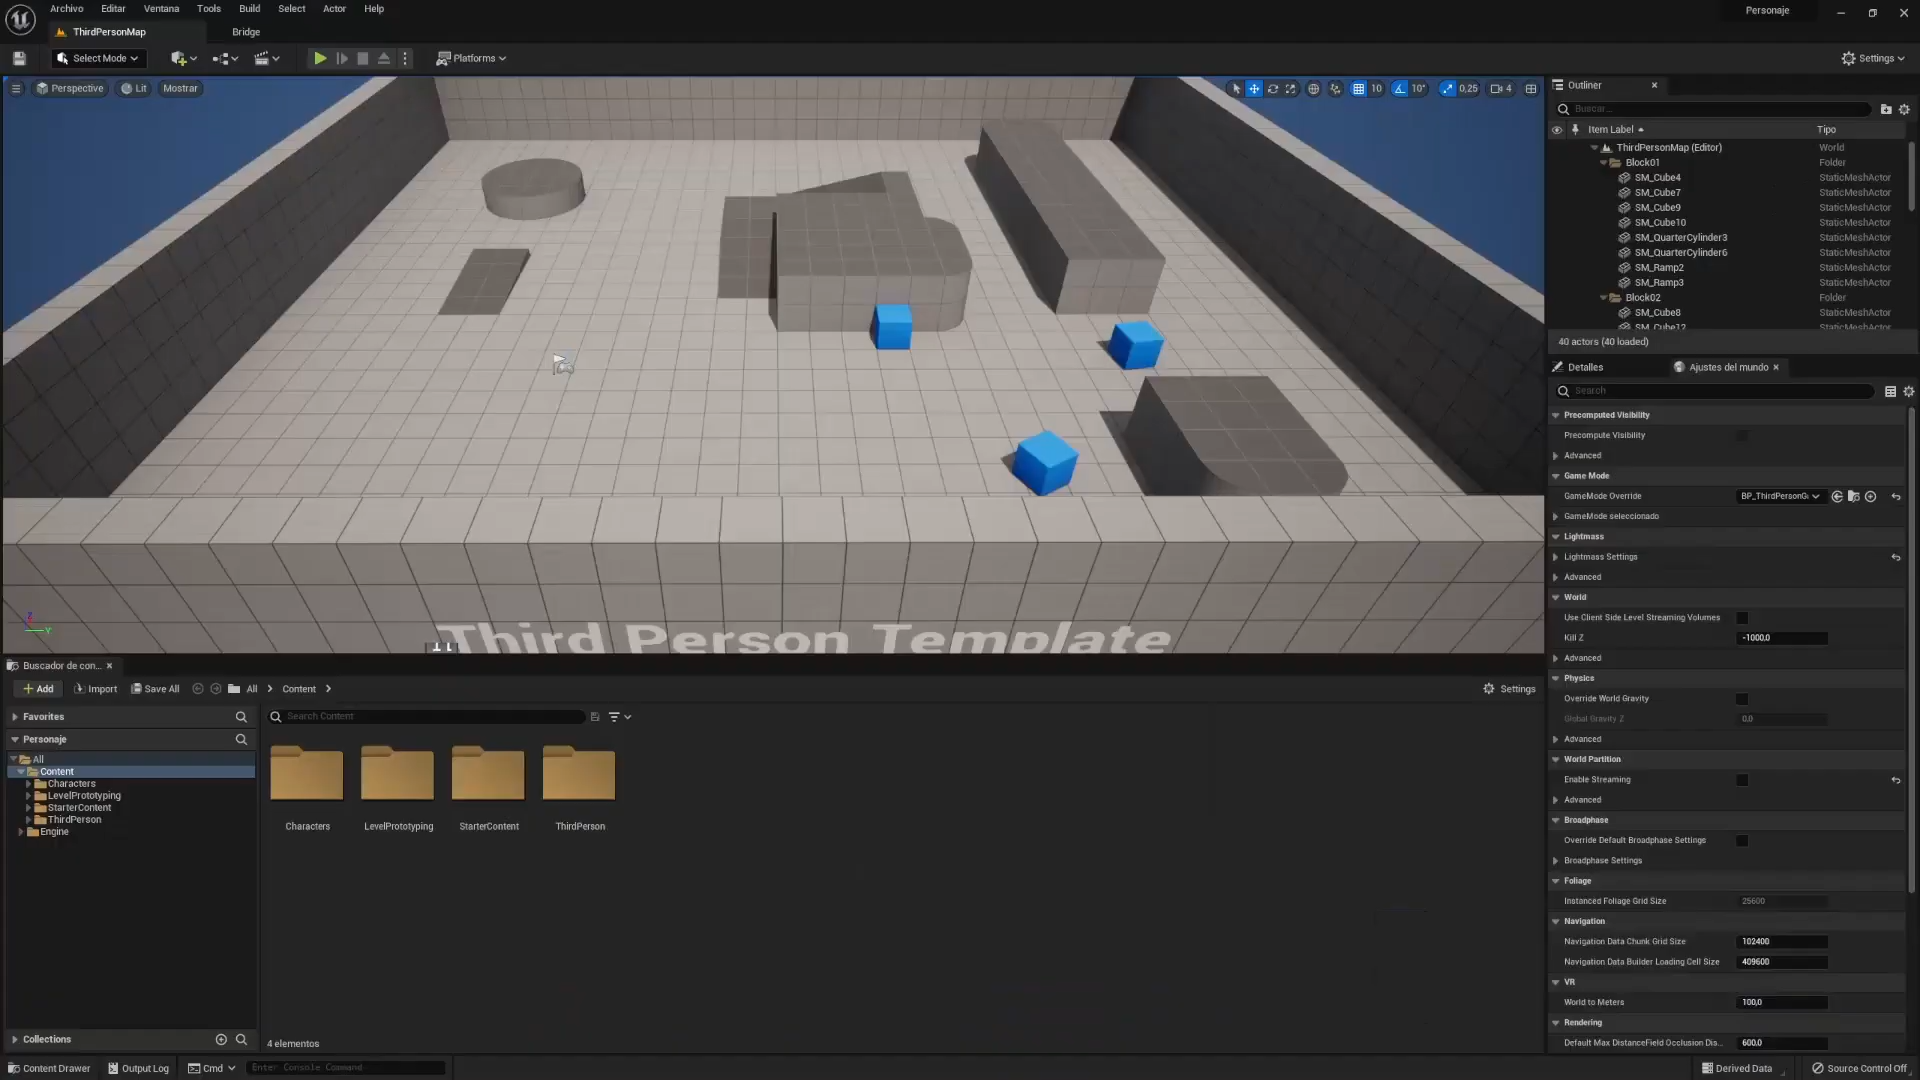 Archivo Editar Ventana Tools Build Select Actor Help Personaje
ThirdPersonMap Bridge
Select Mode Platforms Settings
Perspective Lit Mostrar 10 10° 0,25 4
Third Person Template
Outliner
Buscar...
Item Label Tipo
ThirdPersonMap (Editor) World
Block01 Folder
SM_Cube4 StaticMeshActor
SM_Cube7 StaticMeshActor
SM_Cube9 StaticMeshActor
SM_Cube10 StaticMeshActor
SM_QuarterCylinder3 StaticMeshActor
SM_QuarterCylinder6 StaticMeshActor
SM_Ramp2 StaticMeshActor
SM_Ramp3 StaticMeshActor
Block02 Folder
SM_Cube8 StaticMeshActor
SM_Cube12 StaticMeshActor
40 actors (40 loaded)
Detalles Ajustes del mundo
Search
Precomputed Visibility
Precompute Visibility
Advanced
Game Mode
GameMode Override BP_ThirdPersonG
GameMode seleccionado
Lightmass
Lightmass Settings
Advanced
World
Use Client Side Level Streaming Volumes
Kill Z -1000,0
Advanced
Physics
Override World Gravity
Global Gravity Z 0,0
Advanced
World Partition
Enable Streaming
Advanced
Broadphase
Override Default Broadphase Settings
Broadphase Settings
Foliage
Instanced Foliage Grid Size 25600
Navigation
Navigation Data Chunk Grid Size 102400
Navigation Data Builder Loading Cell Size 409600
VR
World to Meters 100,0
Rendering
Default Max DistanceField Occlusion Dis... 600,0
Buscador de con...
Add Import Save All All Content Settings
Favorites
Personaje
All
Content
Characters
LevelPrototyping
StarterContent
ThirdPerson
Engine
Collections
Search Content
Characters LevelPrototyping StarterContent ThirdPerson
4 elementos
Content Drawer Output Log Cmd Enter Console Command Derived Data Source Control Off